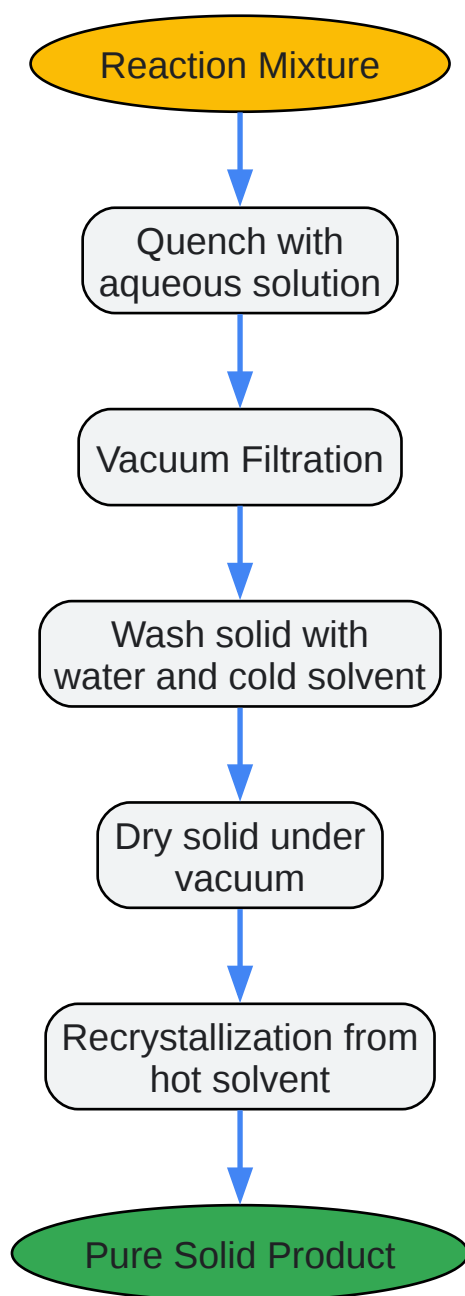 Reaction Mixture
Quench with
aqueous solution
Vacuum Filtration
Wash solid with
water and cold solvent
Dry solid under
vacuum
Recrystallization from
hot solvent
Pure Solid Product